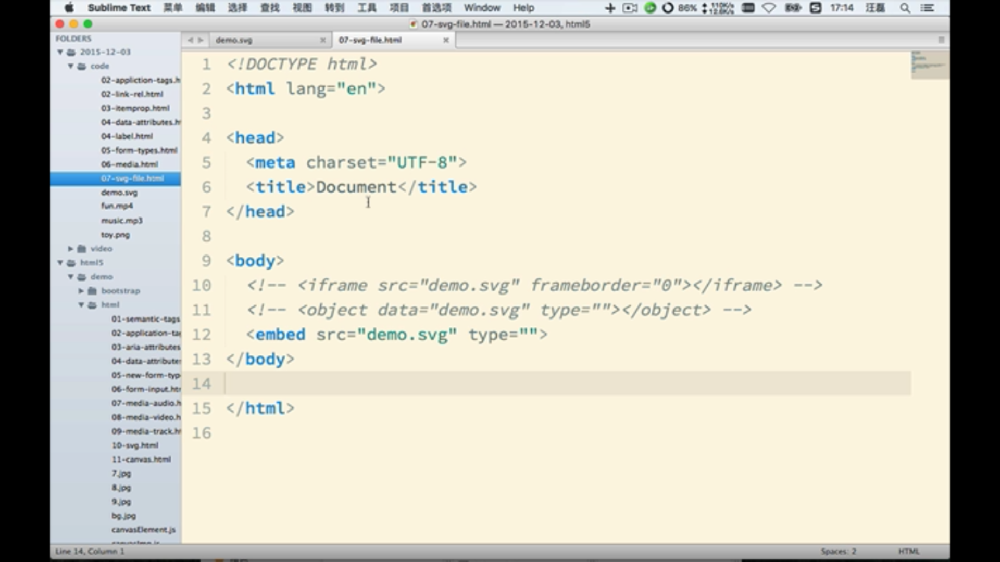 Sublime Text 菜单 编辑 选择 查找 视图 转到 工具 项目 首选项 Window Help 86% 17:14 汪磊
07-svg-file.html — 2015-12-03, html5
FOLDERS
2015-12-03
code
02-appliction-tags.h
02-link-rel.html
03-itemprop.html
04-data-attributes.h
04-label.html
05-form-types.html
06-media.html
07-svg-file.html
demo.svg
fun.mp4
music.mp3
toy.png
video
html5
demo
bootstrap
html
01-semantic-tags
02-application-ta
03-aria-attributes
04-data-attribute
05-new-form-typ
06-form-input.ht
07-media-audio.h
08-media-video.h
09-media-track.h
10-svg.html
11-canvas.html
7.jpg
8.jpg
9.jpg
bg.jpg
canvasElement.js
demo.svg
07-svg-file.html
1 <!DOCTYPE html>
2 <html lang="en">
3
4 <head>
5 <meta charset="UTF-8">
6 <title>Document</title>
7 </head>
8
9 <body>
10 <!-- <iframe src="demo.svg" frameborder="0"></iframe> -->
11 <!-- <object data="demo.svg" type=""></object> -->
12 <embed src="demo.svg" type="">
13 </body>
14
15 </html>
16
Line 14, Column 1
Spaces: 2
HTML